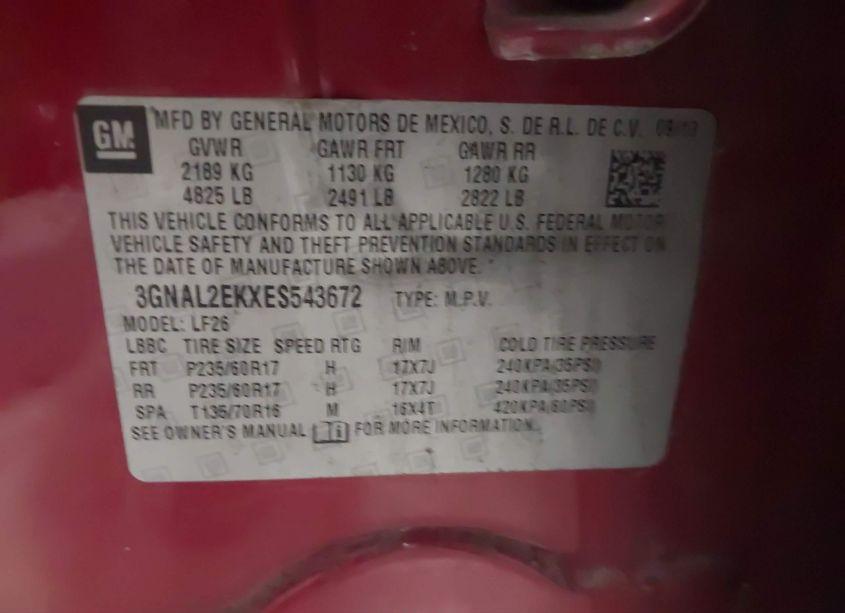 GM
MFD BY GENERAL MOTORS DE MEXICO, S. DE R.L. DE C.V. 09/13
GVWR GAWR FRT GAWR RR
2189 KG 1130 KG 1280 KG
4825 LB 2491 LB 2822 LB
THIS VEHICLE CONFORMS TO ALL APPLICABLE U.S. FEDERAL MOTOR
VEHICLE SAFETY AND THEFT PREVENTION STANDARDS IN EFFECT ON
THE DATE OF MANUFACTURE SHOWN ABOVE.
3GNAL2EKXES543672 TYPE: M.P.V.
MODEL: LF26
LBBC TIRE SIZE SPEED RTG RIM COLD TIRE PRESSURE
FRT P235/60R17 H 17X7J 240KPA(35PSI)
RR P235/60R17 H 17X7J 240KPA(35PSI)
SPA T135/70R16 M 16X4T 420KPA(60PSI)
SEE OWNER'S MANUAL FOR MORE INFORMATION.